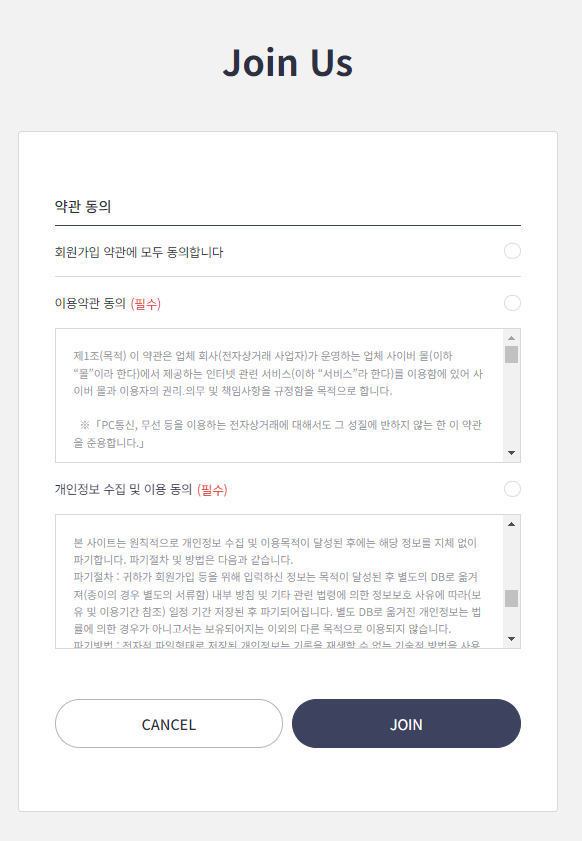 Join Us
약관 동의
회원가입 약관에 모두 동의합니다
이용약관 동의 (필수)
제1조(목적) 이 약관은 업체 회사(전자상거래 사업자)가 운영하는 업체 사이버 몰(이하
“몰”이라 한다)에서 제공하는 인터넷 관련 서비스(이하 “서비스”라 한다)를 이용함에 있어 사
이버 몰과 이용자의 권리.의무 및 책임사항을 규정함을 목적으로 합니다.
※「PC통신, 무선 등을 이용하는 전자상거래에 대해서도 그 성질에 반하지 않는 한 이 약관
을 준용합니다.」
개인정보 수집 및 이용 동의 (필수)
본 사이트는 원칙적으로 개인정보 수집 및 이용목적이 달성된 후에는 해당 정보를 지체 없이
파기합니다. 파기절차 및 방법은 다음과 같습니다.
파기절차 : 귀하가 회원가입 등을 위해 입력하신 정보는 목적이 달성된 후 별도의 DB로 옮겨
져(종이의 경우 별도의 서류함) 내부 방침 및 기타 관련 법령에 의한 정보보호 사유에 따라(보
유 및 이용기간 참조) 일정 기간 저장된 후 파기되어집니다. 별도 DB로 옮겨진 개인정보는 법
률에 의한 경우가 아니고서는 보유되어지는 이외의 다른 목적으로 이용되지 않습니다.
파기방법 : 전자적 파일형태로 저장된 개인정보는 기록을 재생할 수 없는 기술적 방법을 사용
CANCEL
JOIN